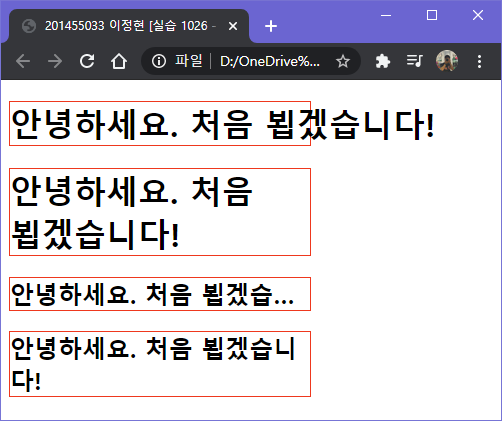 201455033 이정현 [실습 1026 -
파일
D:/OneDrive%...
안녕하세요. 처음 뵙겠습니다!
안녕하세요. 처음
뵙겠습니다!
안녕하세요. 처음 뵙겠습...
안녕하세요. 처음 뵙겠습니
다!